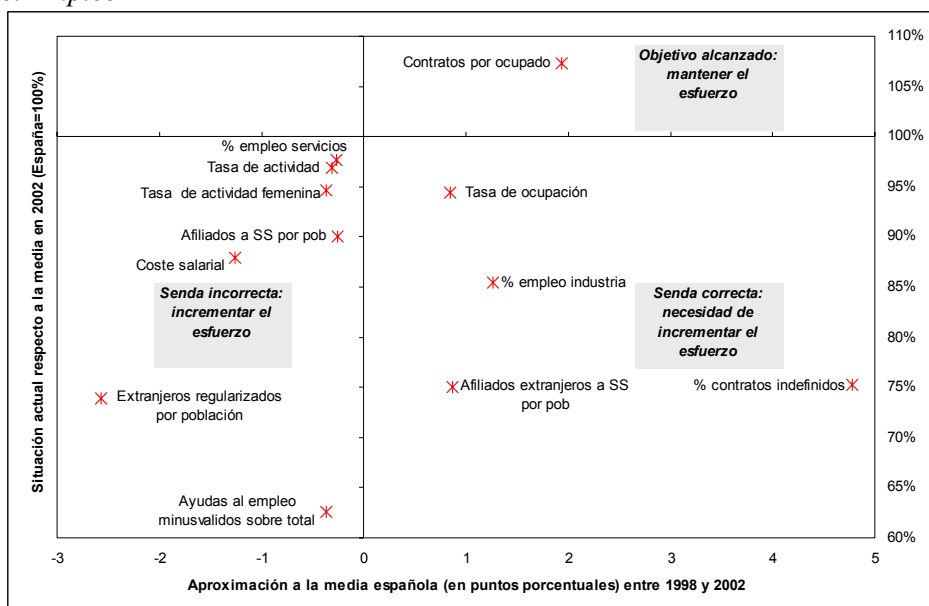 110%
Contratos por ocupado
Objetivo alcanzado:
mantener el
esfuerzo
105%
100%
% empleo servicios
Tasa de actividad
Tasa de actividad femenina
95%
Tasa de ocupación
Afiliados a SS por pob
90%
Coste salarial
% empleo industria
85%
Senda incorrecta:
incrementar el
esfuerzo
Senda correcta:
necesidad de
incrementar el
esfuerzo
80%
Extranjeros regularizados
por población
Afiliados extranjeros a SS
por pob
% contratos indefinidos
75%
70%
Ayudas al empleo
minusvalidos sobre total
65%
60%
-3 -2 -1 0 1 2 3 4 5
Aproximación a la media española (en puntos porcentuales) entre 1998 y 2002
Situación actual respecto a la media en 2002 (España=100%)